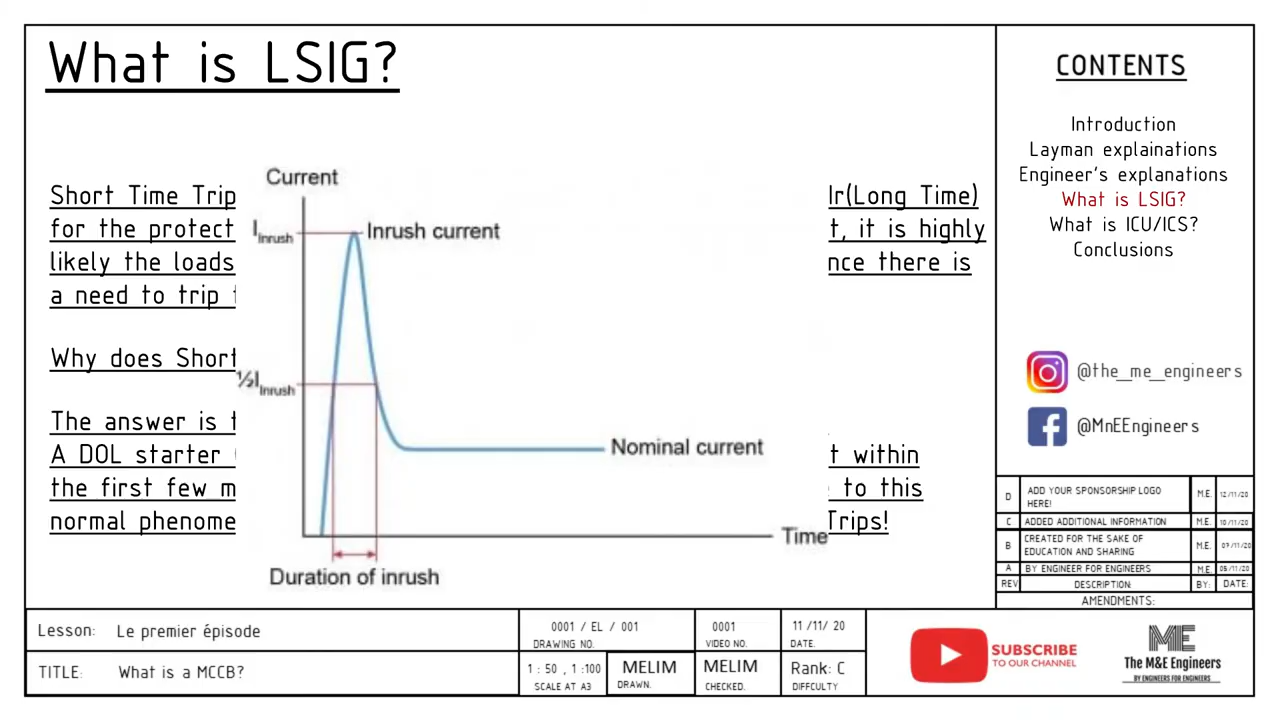 What is LSIG?
Short Time Trip Ir(Long Time)
for the protect t, it is highly
likely the loads nce there is
a need to trip
Why does Short
The answer is
A DOL starter t within
the first few m to this
normal phenome Trips!
Current
IInrush
Inrush current
½IInrush
Nominal current
Time
Duration of inrush
CONTENTS
Introduction
Layman explainations
Engineer's explanations
What is LSIG?
What is ICU/ICS?
Conclusions
@the_me_engineers
@MnEEngineers
D ADD YOUR SPONSORSHIP LOGO HERE! M.E. 12/11/20
C ADDED ADDITIONAL INFORMATION M.E. 10/11/20
B CREATED FOR THE SAKE OF EDUCATION AND SHARING M.E. 07/11/20
A BY ENGINEER FOR ENGINEERS M.E. 05/11/20
REV DESCRIPTION: BY: DATE:
AMENDMENTS:
Lesson: Le premier épisode
TITLE: What is a MCCB?
0001 / EL / 001
DRAWING NO.
0001
VIDEO NO.
11 /11/ 20
DATE.
1 : 50 , 1 :100
SCALE AT A3
MELIM
DRAWN.
MELIM
CHECKED.
Rank: C
DIFFCULTY
SUBSCRIBE
TO OUR CHANNEL
ME
The M&E Engineers
BY ENGINEERS FOR ENGINEERS